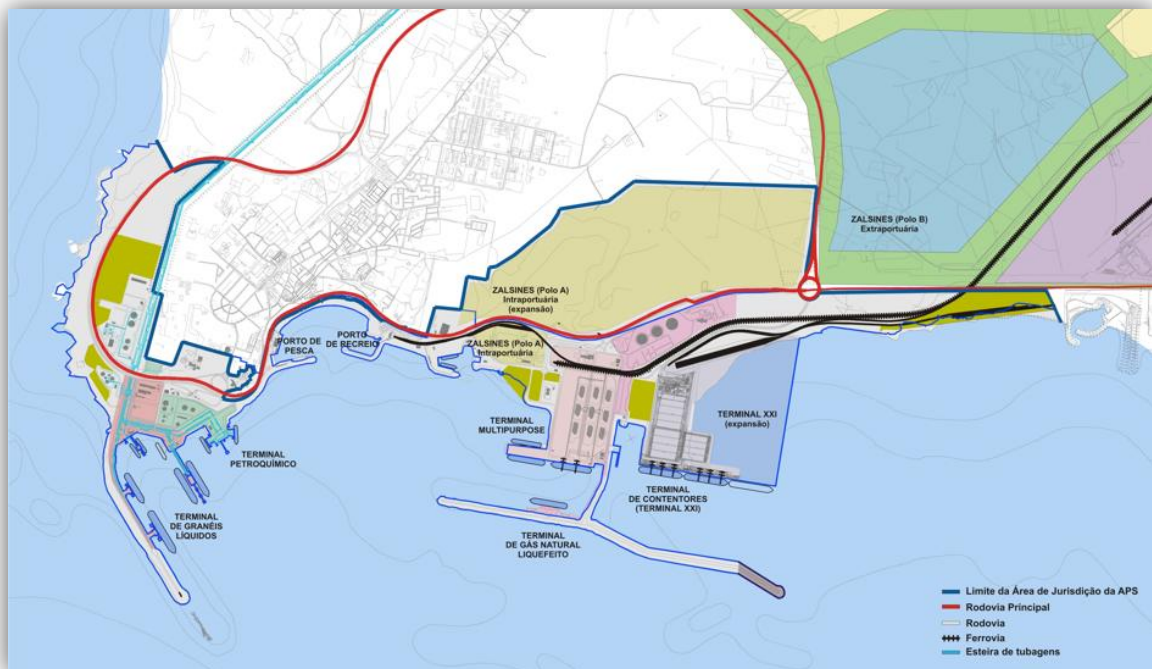 ZALSINES (Polo B)
Extraportuária
ZALSINES (Polo A)
Intraportuária
(expansão)
PORTO DE
PESCA
PORTO
DE RECREIO
ZALSINES (Polo A)
Intraportuária
TERMINAL
MULTIPURPOSE
TERMINAL XXI
(expansão)
TERMINAL
PETROQUÍMICO
TERMINAL
DE CONTENTORES
(TERMINAL XXI)
TERMINAL
DE GRANÉIS
LÍQUIDOS
TERMINAL
DE GÁS NATURAL
LIQUEFEITO
Limite da Área de Jurisdição da APS
Rodovia Principal
Rodovia
Ferrovia
Esteira de tubagens